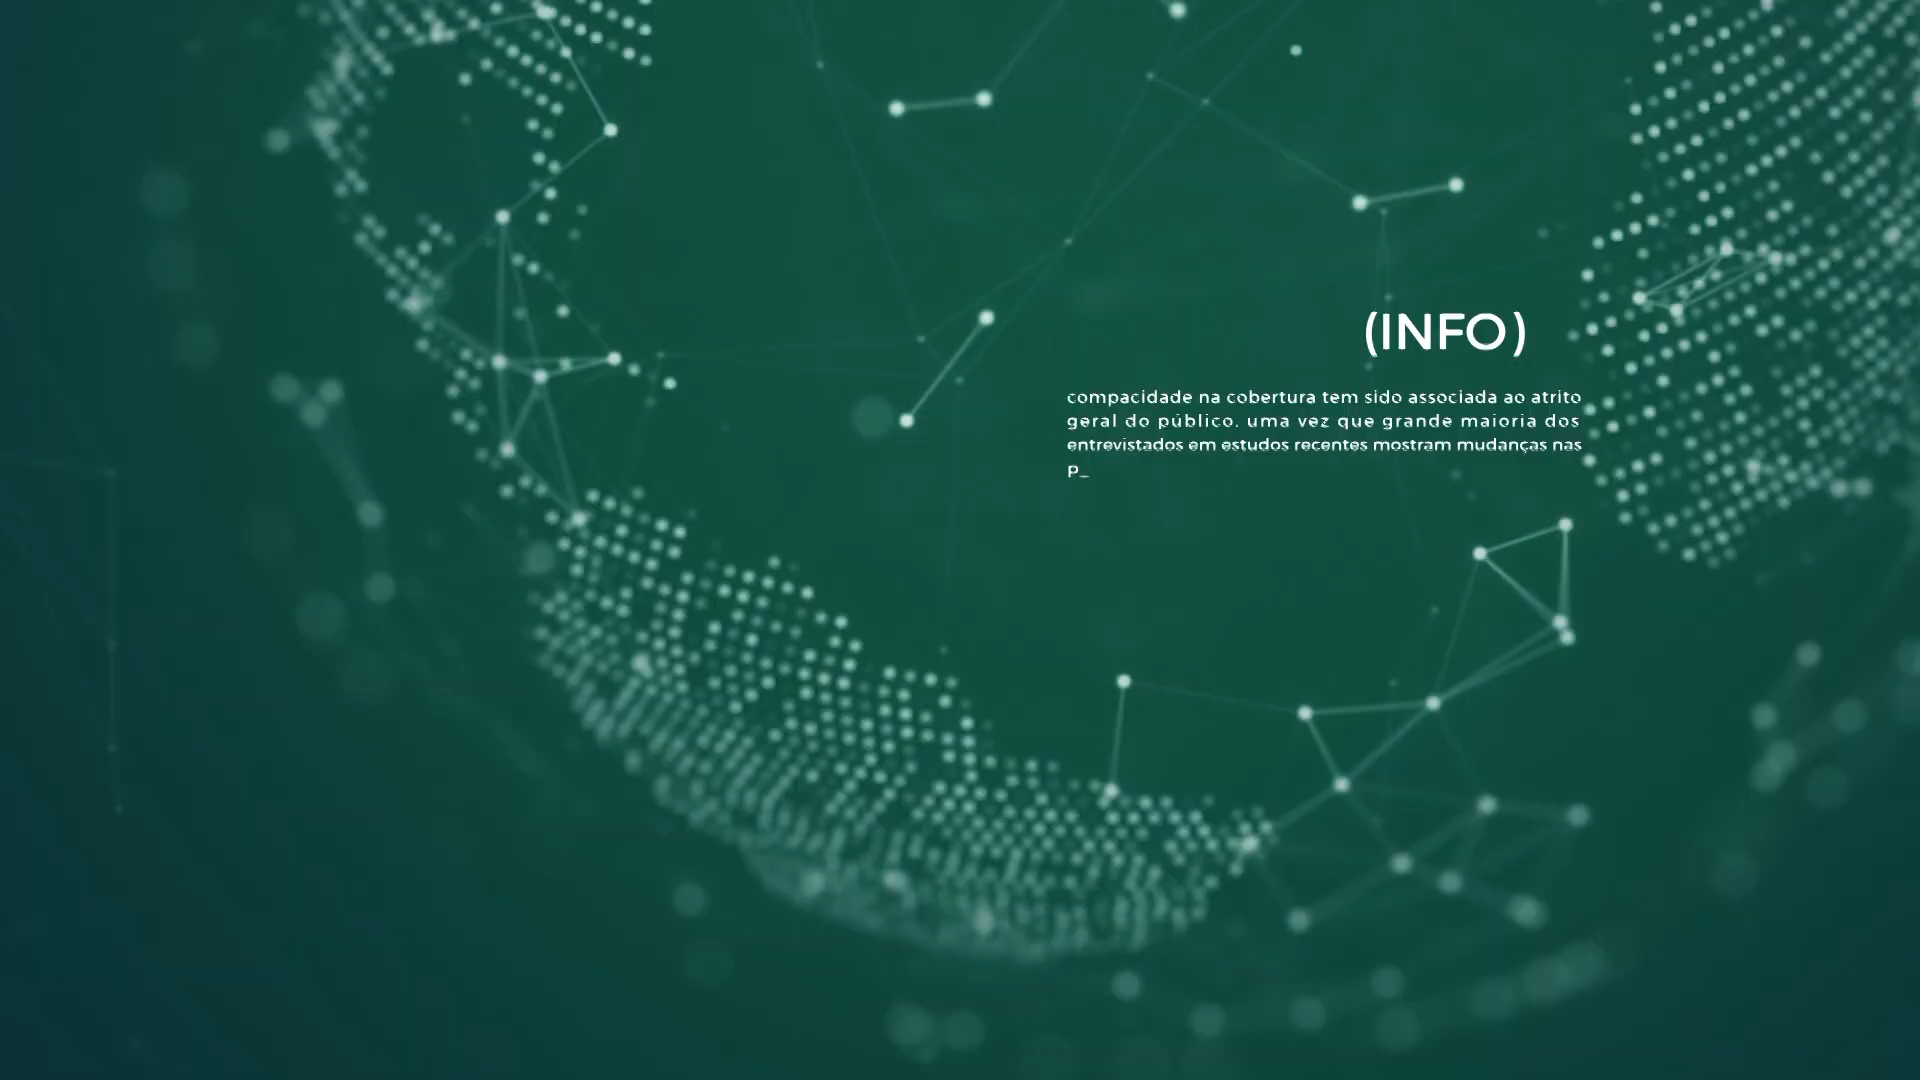 (INFO)
compacidade na cobertura tem sido associada ao atrito
geral do público. uma vez que grande maioria dos
entrevistados em estudos recentes mostram mudanças nas
P_